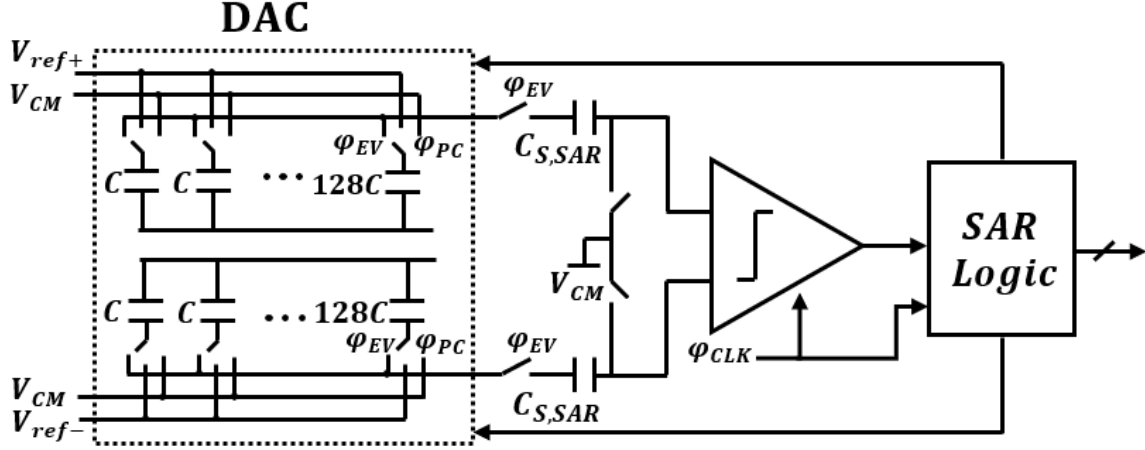 DAC
V_ref+
V_CM
φ_EV
C_S,SAR
φ_EV φ_PC
C C ... 128C
SAR
Logic
V_CM
C C ... 128C
φ_EV φ_PC
φ_EV
φ_CLK
V_CM
V_ref-
C_S,SAR